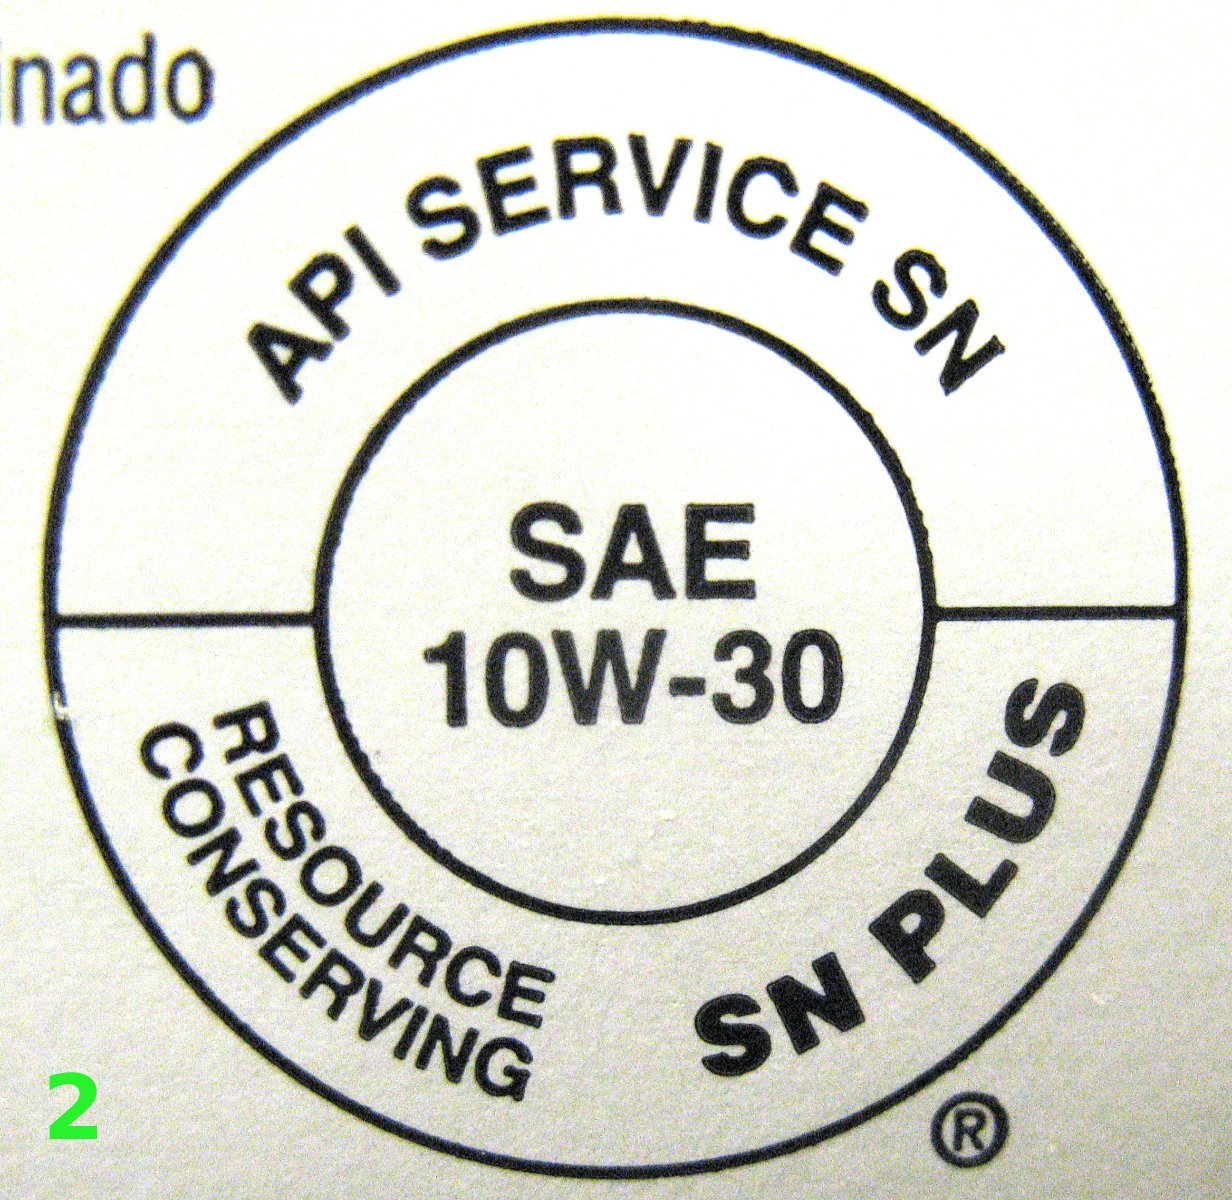 inado
API SERVICE SN
SAE
10W-30
RESOURCE
CONSERVING
SN PLUS
®
2